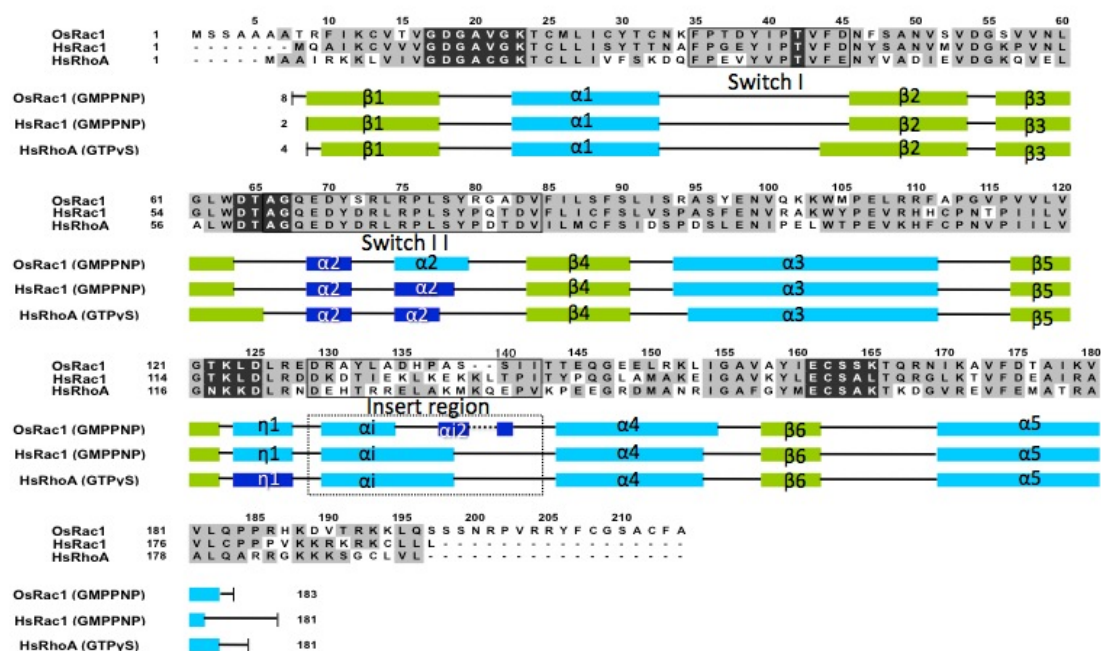 5 10 15 20 25 30 35 40 45 50 55 60
OsRac1 1 M S S A A A A T R F I K C V T V G D G A V G K T C M L I C Y T C N K F P T D Y I P T V F D N F S A N V S V D G S V V N L
HsRac1 1 - - - - - - - M Q A I K C V V V G D G A V G K T C L L I S Y T T N A F P G E Y I P T V F D N Y S A N V M V D G K P V N L
HsRhoA 1 - - - - - M A A I R K K L V I V G D G A C G K T C L L I V F S K D Q F P E V Y V P T V F E N Y V A D I E V D G K Q V E L
Switch I
OsRac1 (GMPPNP) 8 β1 α1 β2 β3
HsRac1 (GMPPNP) 2 β1 α1 β2 β3
HsRhoA (GTPγS) 4 β1 α1 β2 β3
65 70 75 80 85 90 95 100 105 110 115 120
OsRac1 61 G L W D T A G Q E D Y S R L R P L S Y R G A D V F I L S F S L I S R A S Y E N V Q K K W M P E L R R F A P G V P V V L V
HsRac1 54 G L W D T A G Q E D Y D R L R P L S Y P Q T D V F L I C F S L V S P A S F E N V R A K W Y P E V R H H C P N T P I I L V
HsRhoA 56 A L W D T A G Q E D Y D R L R P L S Y P D T D V I L M C F S I D S P D S L E N I P E L W T P E V K H F C P N V P I I L V
Switch I I
OsRac1 (GMPPNP) α2 α2 β4 α3 β5
HsRac1 (GMPPNP) α2 α2 β4 α3 β5
HsRhoA (GTPγS) α2 α2 β4 α3 β5
125 130 135 140 145 150 155 160 165 170 175 180
OsRac1 121 G T K L D L R E D R A Y L A D H P A S - - S I I T T E Q G E E L R K L I G A V A Y I E C S S K T Q R N I K A V F D T A I K V
HsRac1 114 G T K L D L R D D K D T I E K L K E K K L T P I T Y P Q G L A M A K E I G A V K Y L E C S A L T Q R G L K T V F D E A I R A
HsRhoA 116 G N K K D L R N D E H T R R E L A K M K Q E P V K P E E G R D M A N R I G A F G Y M E C S A K T K D G V R E V F E M A T R A
Insert region
OsRac1 (GMPPNP) η1 αi αi2 α4 β6 α5
HsRac1 (GMPPNP) η1 αi α4 β6 α5
HsRhoA (GTPγS) η1 αi α4 β6 α5
185 190 195 200 205 210
OsRac1 181 V L Q P P R H K D V T R K K L Q S S S N R P V R R Y F C G S A C F A
HsRac1 176 V L C P P P V K K R K R K C L L L - - - - - - - - - - - - - - - - -
HsRhoA 178 A L Q A R R G K K K S G C L V L - - - - - - - - - - - - - - - - - -
OsRac1 (GMPPNP) 183
HsRac1 (GMPPNP) 181
HsRhoA (GTPγS) 181